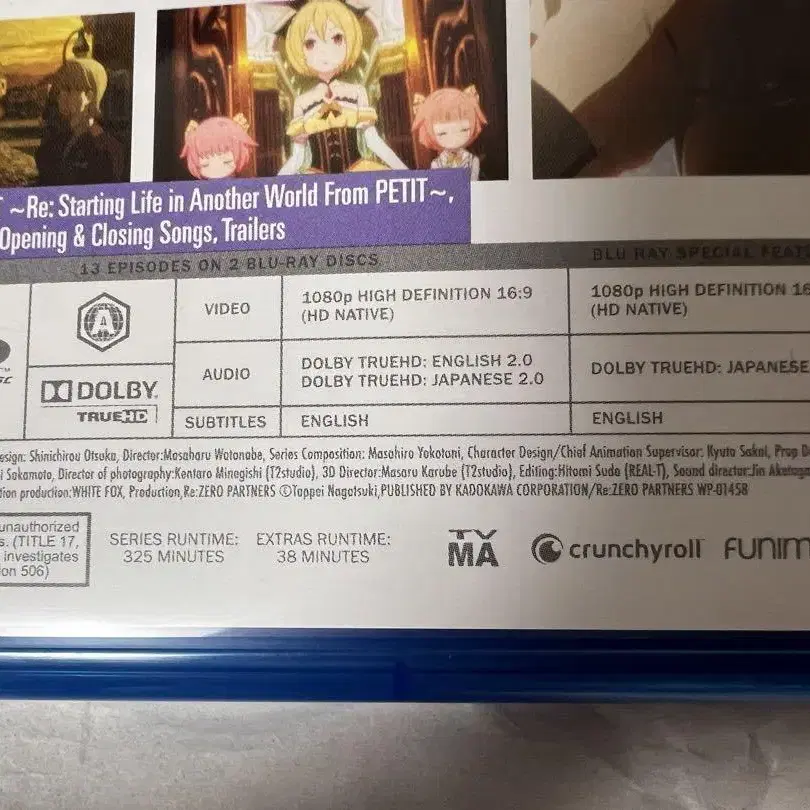 ~Re: Starting Life in Another World From PETIT~,
Opening & Closing Songs, Trailers
13 EPISODES ON 2 BLU-RAY DISCS
BLU RAY SPECIAL
A
DOLBY
TRUEHD
VIDEO
1080p HIGH DEFINITION 16:9
(HD NATIVE)
1080p HIGH DEFINITION
(HD NATIVE)
AUDIO
DOLBY TRUEHD: ENGLISH 2.0
DOLBY TRUEHD: JAPANESE 2.0
DOLBY TRUEHD: JAPANESE
SUBTITLES
ENGLISH
ENGLISH
Shinichirou Otsuka, Director:Masaharu Watanabe, Series Composition: Masahiro Yokotani, Character Design/Chief Animation Supervisor: Kyuta Sakai, Prop
Sakamoto, Director of photography:Kentaro Minegishi (T2studio), 3D Director:Masaru Karube (T2studio), Editing:Hitomi Sudo (REAL-T), Sound director:Jin
production:WHITE FOX, Production,Re:ZERO PARTNERS ©Tappei Nagatsuki,PUBLISHED BY KADOKAWA CORPORATION/Re:ZERO PARTNERS WP-01458
unauthorized
(TITLE 17,
investigates
506)
SERIES RUNTIME:
325 MINUTES
EXTRAS RUNTIME:
38 MINUTES
TV
MA
crunchyroll